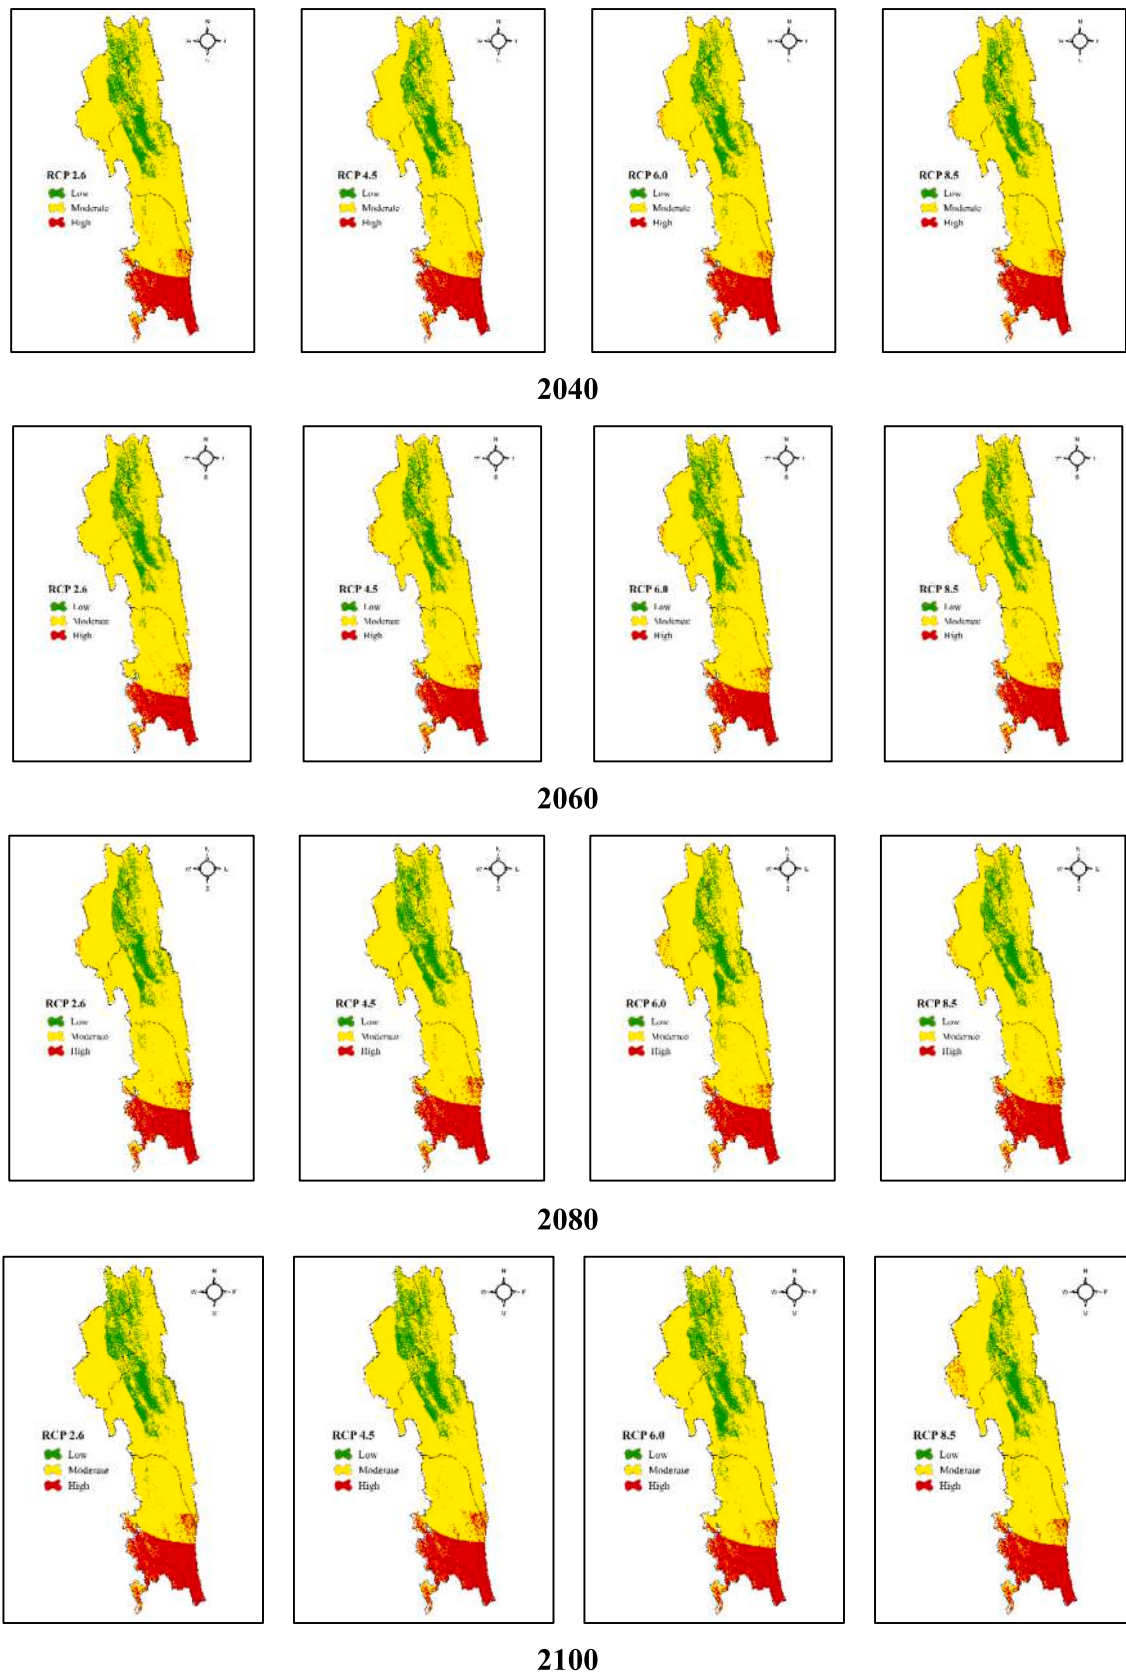 N
RCP 2.6
Low
Moderate
High
N
RCP 4.5
Low
Moderate
High
N
RCP 6.0
Low
Moderate
High
N
RCP 8.5
Low
Moderate
High
2040
N
RCP 2.6
Low
Moderate
High
N
RCP 4.5
Low
Moderate
High
N
RCP 6.0
Low
Moderate
High
N
RCP 8.5
Low
Moderate
High
2060
RCP 2.6
Low
Moderate
High
RCP 4.5
Low
Moderate
High
RCP 6.0
Low
Moderate
High
RCP 8.5
Low
Moderate
High
2080
N
RCP 2.6
Low
Moderate
High
N
RCP 4.5
Low
Moderate
High
N
RCP 6.0
Low
Moderate
High
N
RCP 8.5
Low
Moderate
High
2100